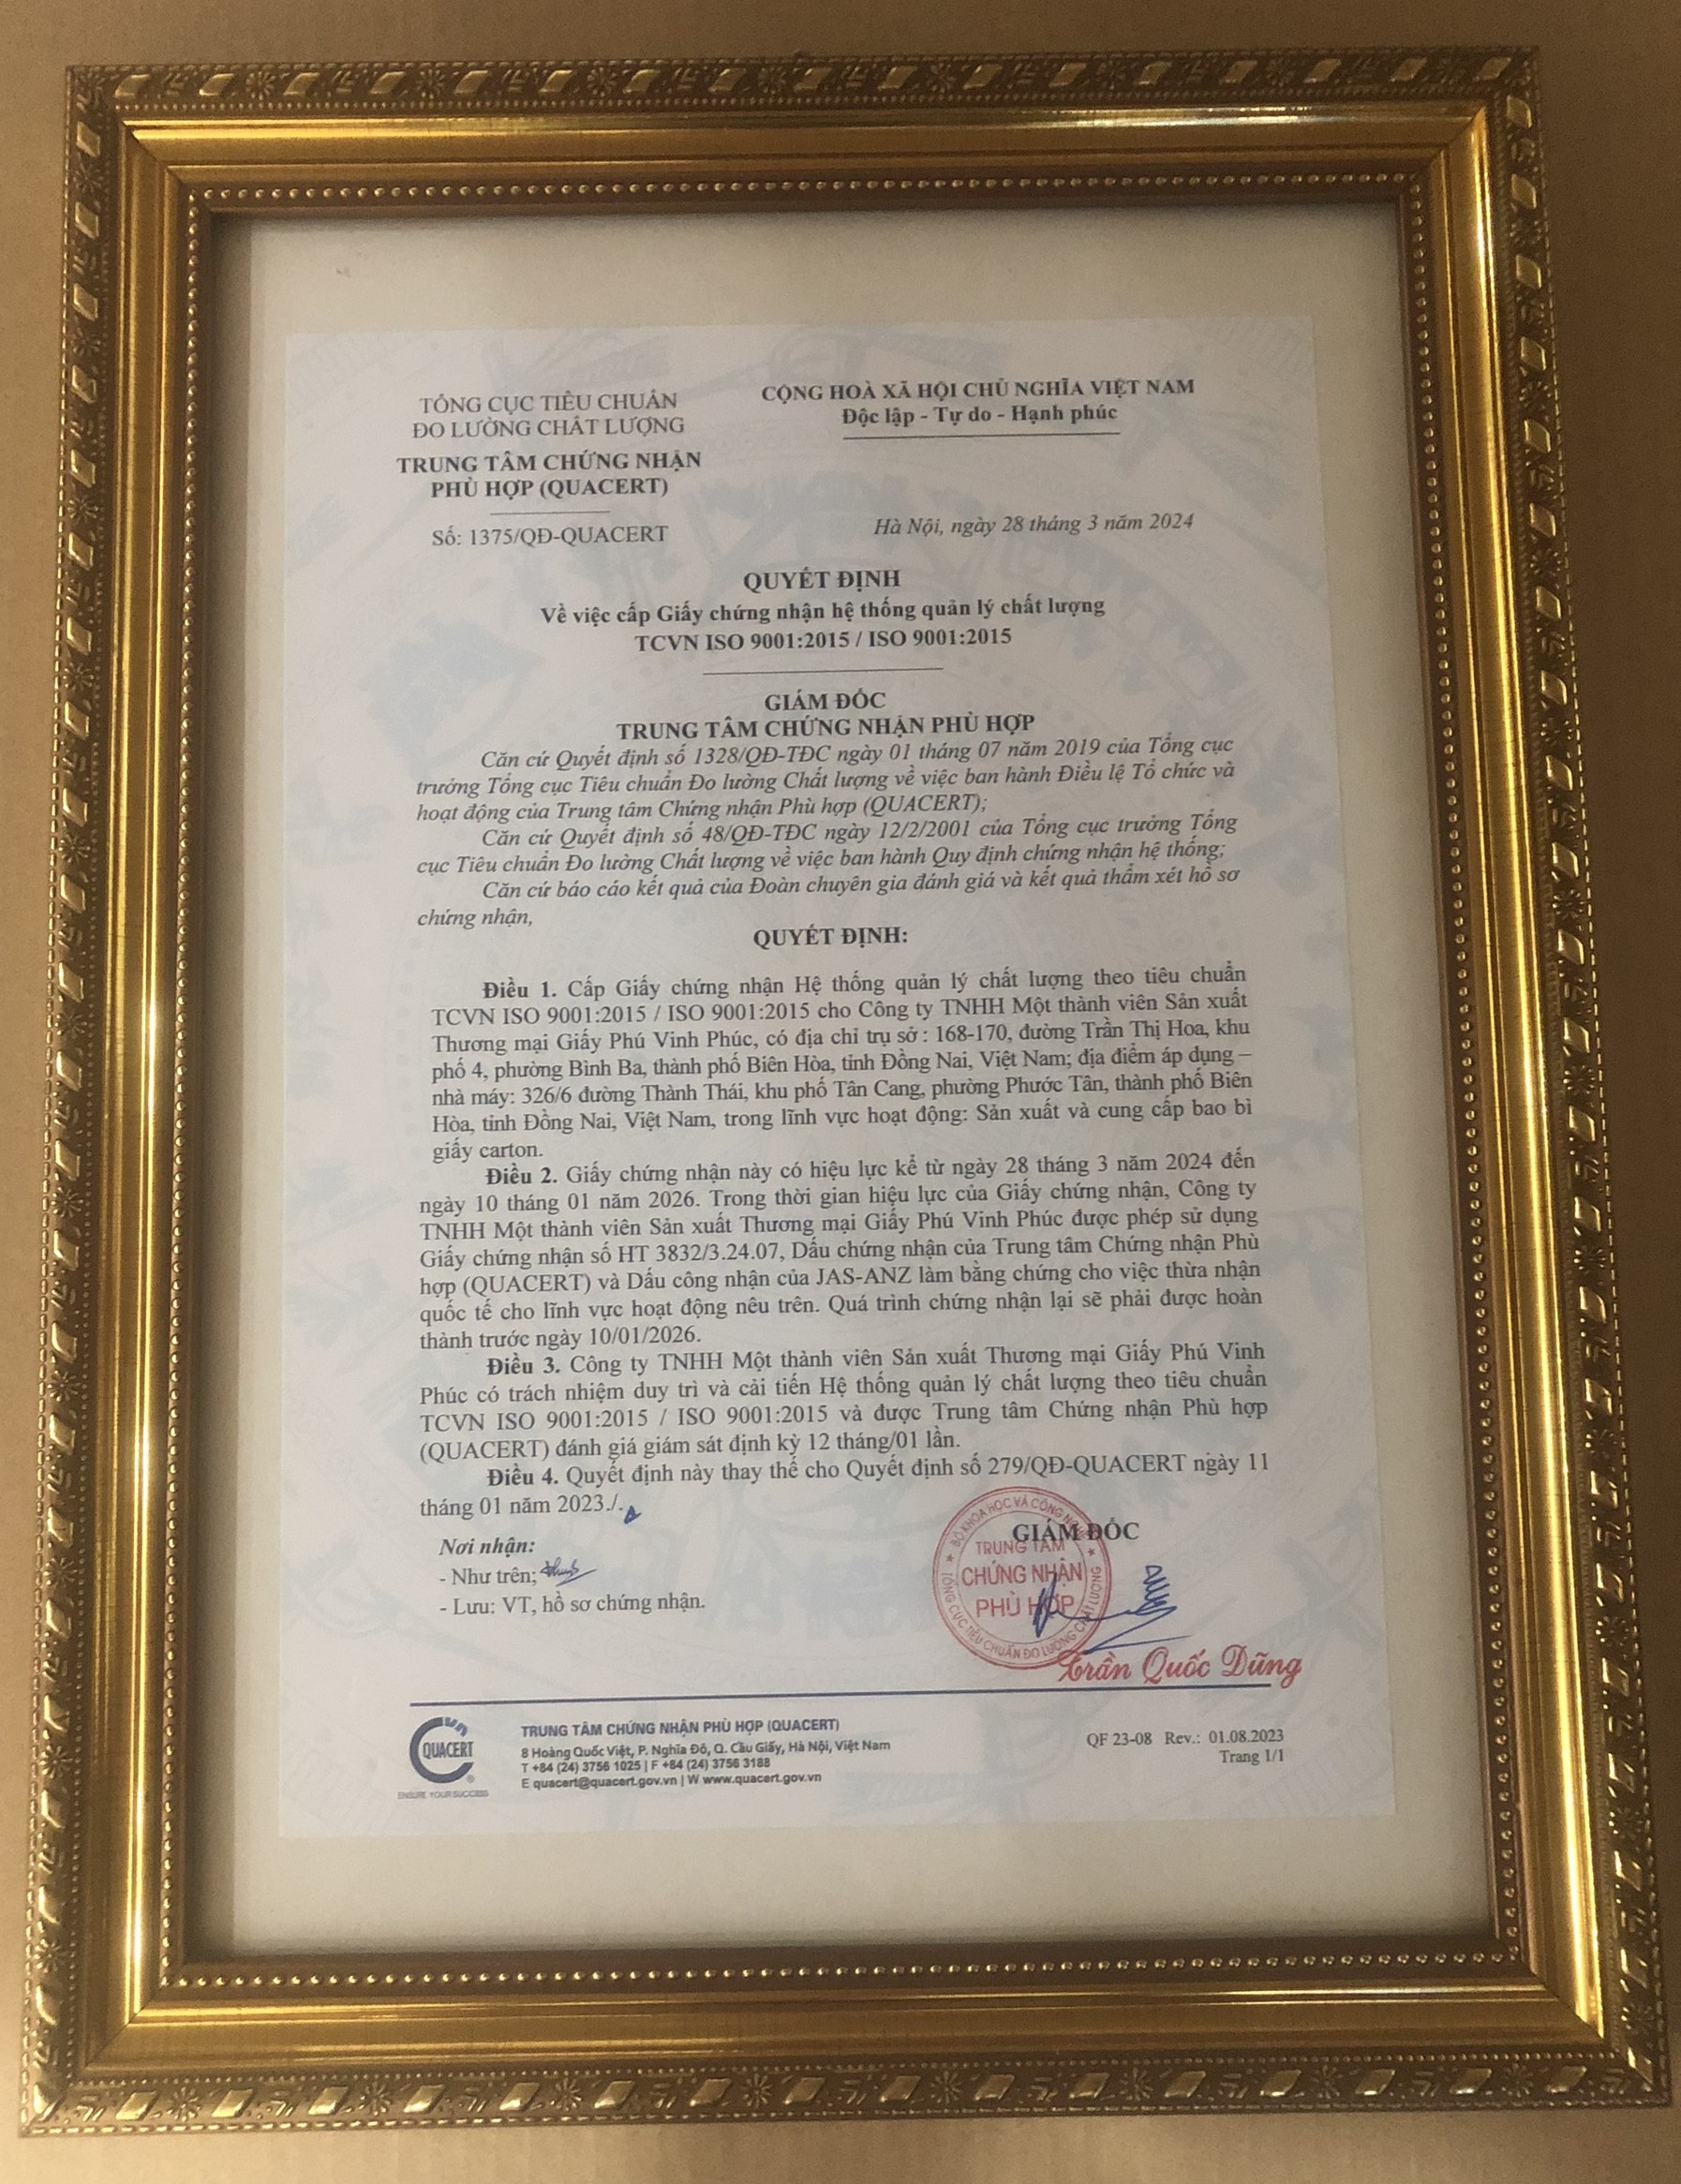 TỔNG CỤC TIÊU CHUẨN
ĐO LƯỜNG CHẤT LƯỢNG
TRUNG TÂM CHỨNG NHẬN
PHÙ HỢP (QUACERT)
Số: 1375/QĐ-QUACERT
CỘNG HOÀ XÃ HỘI CHỦ NGHĨA VIỆT NAM
Độc lập - Tự do - Hạnh phúc
Hà Nội, ngày 28 tháng 3 năm 2024
QUYẾT ĐỊNH
Về việc cấp Giấy chứng nhận hệ thống quản lý chất lượng
TCVN ISO 9001:2015 / ISO 9001:2015
GIÁM ĐỐC
TRUNG TÂM CHỨNG NHẬN PHÙ HỢP
Căn cứ Quyết định số 1328/QĐ-TĐC ngày 01 tháng 07 năm 2019 của Tổng cục
trưởng Tổng cục Tiêu chuẩn Đo lường Chất lượng về việc ban hành Điều lệ Tổ chức và
hoạt động của Trung tâm Chứng nhận Phù hợp (QUACERT);
Căn cứ Quyết định số 48/QĐ-TĐC ngày 12/2/2001 của Tổng cục trưởng Tổng
cục Tiêu chuẩn Đo lường Chất lượng về việc ban hành Quy định chứng nhận hệ thống;
Căn cứ báo cáo kết quả của Đoàn chuyên gia đánh giá và kết quả thẩm xét hồ sơ
chứng nhận,
QUYẾT ĐỊNH:
Điều 1. Cấp Giấy chứng nhận Hệ thống quản lý chất lượng theo tiêu chuẩn
TCVN ISO 9001:2015 / ISO 9001:2015 cho Công ty TNHH Một thành viên Sản xuất
Thương mại Giấy Phú Vinh Phúc, có địa chỉ trụ sở : 168-170, đường Trần Thị Hoa, khu
phố 4, phường Bình Ba, thành phố Biên Hòa, tỉnh Đồng Nai, Việt Nam; địa điểm áp dụng –
nhà máy: 326/6 đường Thành Thái, khu phố Tân Cang, phường Phước Tân, thành phố Biên
Hòa, tỉnh Đồng Nai, Việt Nam, trong lĩnh vực hoạt động: Sản xuất và cung cấp bao bì
giấy carton.
Điều 2. Giấy chứng nhận này có hiệu lực kể từ ngày 28 tháng 3 năm 2024 đến
ngày 10 tháng 01 năm 2026. Trong thời gian hiệu lực của Giấy chứng nhận, Công ty
TNHH Một thành viên Sản xuất Thương mại Giấy Phú Vinh Phúc được phép sử dụng
Giấy chứng nhận số HT 3832/3.24.07, Dấu chứng nhận của Trung tâm Chứng nhận Phù
hợp (QUACERT) và Dấu công nhận của JAS-ANZ làm bằng chứng cho việc thừa nhận
quốc tế cho lĩnh vực hoạt động nêu trên. Quá trình chứng nhận lại sẽ phải được hoàn
thành trước ngày 10/01/2026.
Điều 3. Công ty TNHH Một thành viên Sản xuất Thương mại Giấy Phú Vinh
Phúc có trách nhiệm duy trì và cải tiến Hệ thống quản lý chất lượng theo tiêu chuẩn
TCVN ISO 9001:2015 / ISO 9001:2015 và được Trung tâm Chứng nhận Phù hợp
(QUACERT) đánh giá giám sát định kỳ 12 tháng/01 lần.
Điều 4. Quyết định này thay thế cho Quyết định số 279/QĐ-QUACERT ngày 11
tháng 01 năm 2023./.
Nơi nhận:
- Như trên;
- Lưu: VT, hồ sơ chứng nhận.
GIÁM ĐỐC
BỘ KHOA HỌC VÀ CÔNG NGHỆ
TRUNG TÂM
CHỨNG NHẬN
PHÙ HỢP
TỔNG CỤC TIÊU CHUẨN ĐO LƯỜNG CHẤT LƯỢNG
Trần Quốc Dũng
QUACERT
ENSURE YOUR SUCCESS
TRUNG TÂM CHỨNG NHẬN PHÙ HỢP (QUACERT)
8 Hoàng Quốc Việt, P. Nghĩa Đô, Q. Cầu Giấy, Hà Nội, Việt Nam
T +84 (24) 3756 1025 | F +84 (24) 3756 3188
E quacert@quacert.gov.vn | W www.quacert.gov.vn
QF 23-08 Rev.: 01.08.2023
Trang 1/1